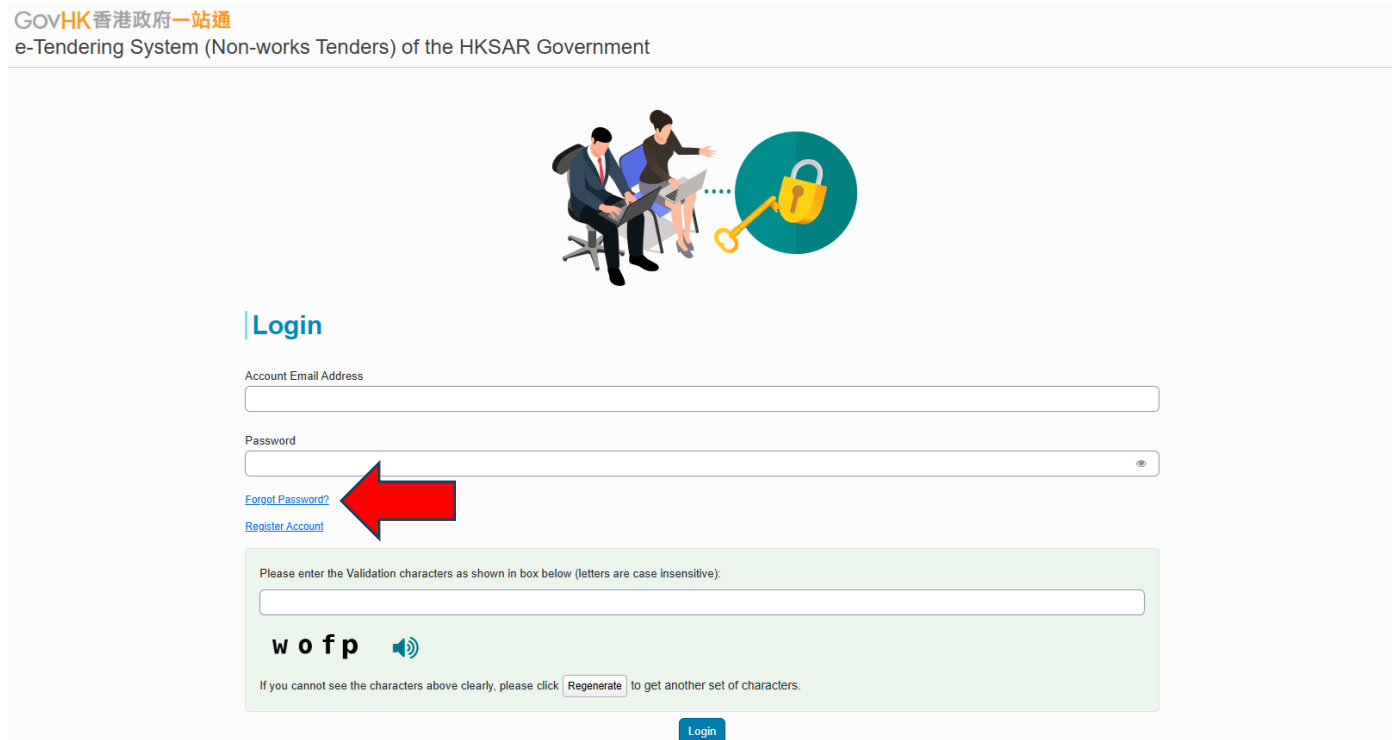 GovHK香港政府一站通
e-Tendering System (Non-works Tenders) of the HKSAR Government
Login
Account Email Address
Password
Forgot Password?
Register Account
Please enter the Validation characters as shown in box below (letters are case insensitive):
wofp
If you cannot see the characters above clearly, please click Regenerate to get another set of characters.
Login